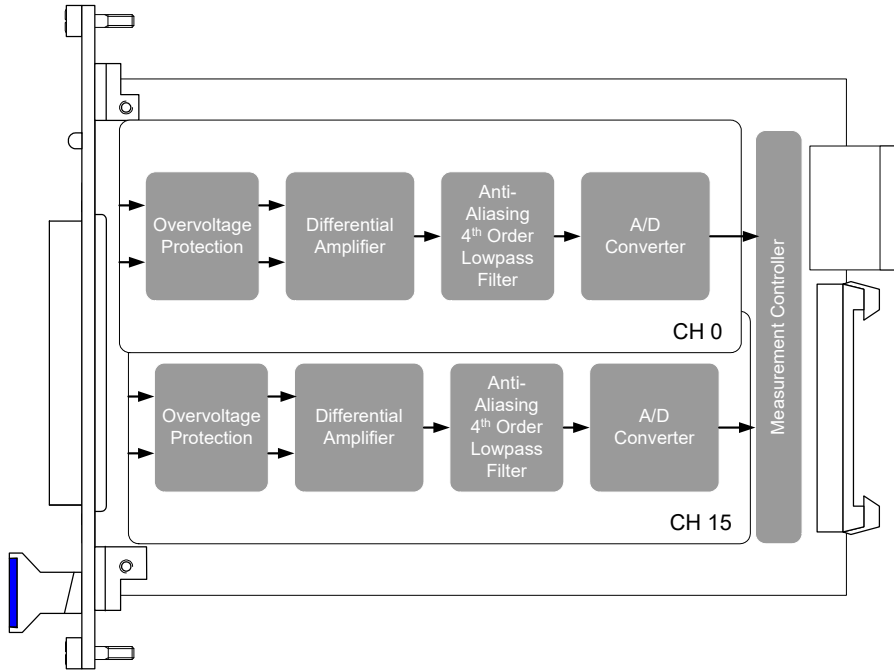 Overvoltage
Protection
Differential
Amplifier
Anti-
Aliasing
4th Order
Lowpass
Filter
A/D
Converter
CH 0
Overvoltage
Protection
Differential
Amplifier
Anti-
Aliasing
4th Order
Lowpass
Filter
A/D
Converter
CH 15
Measurement Controller